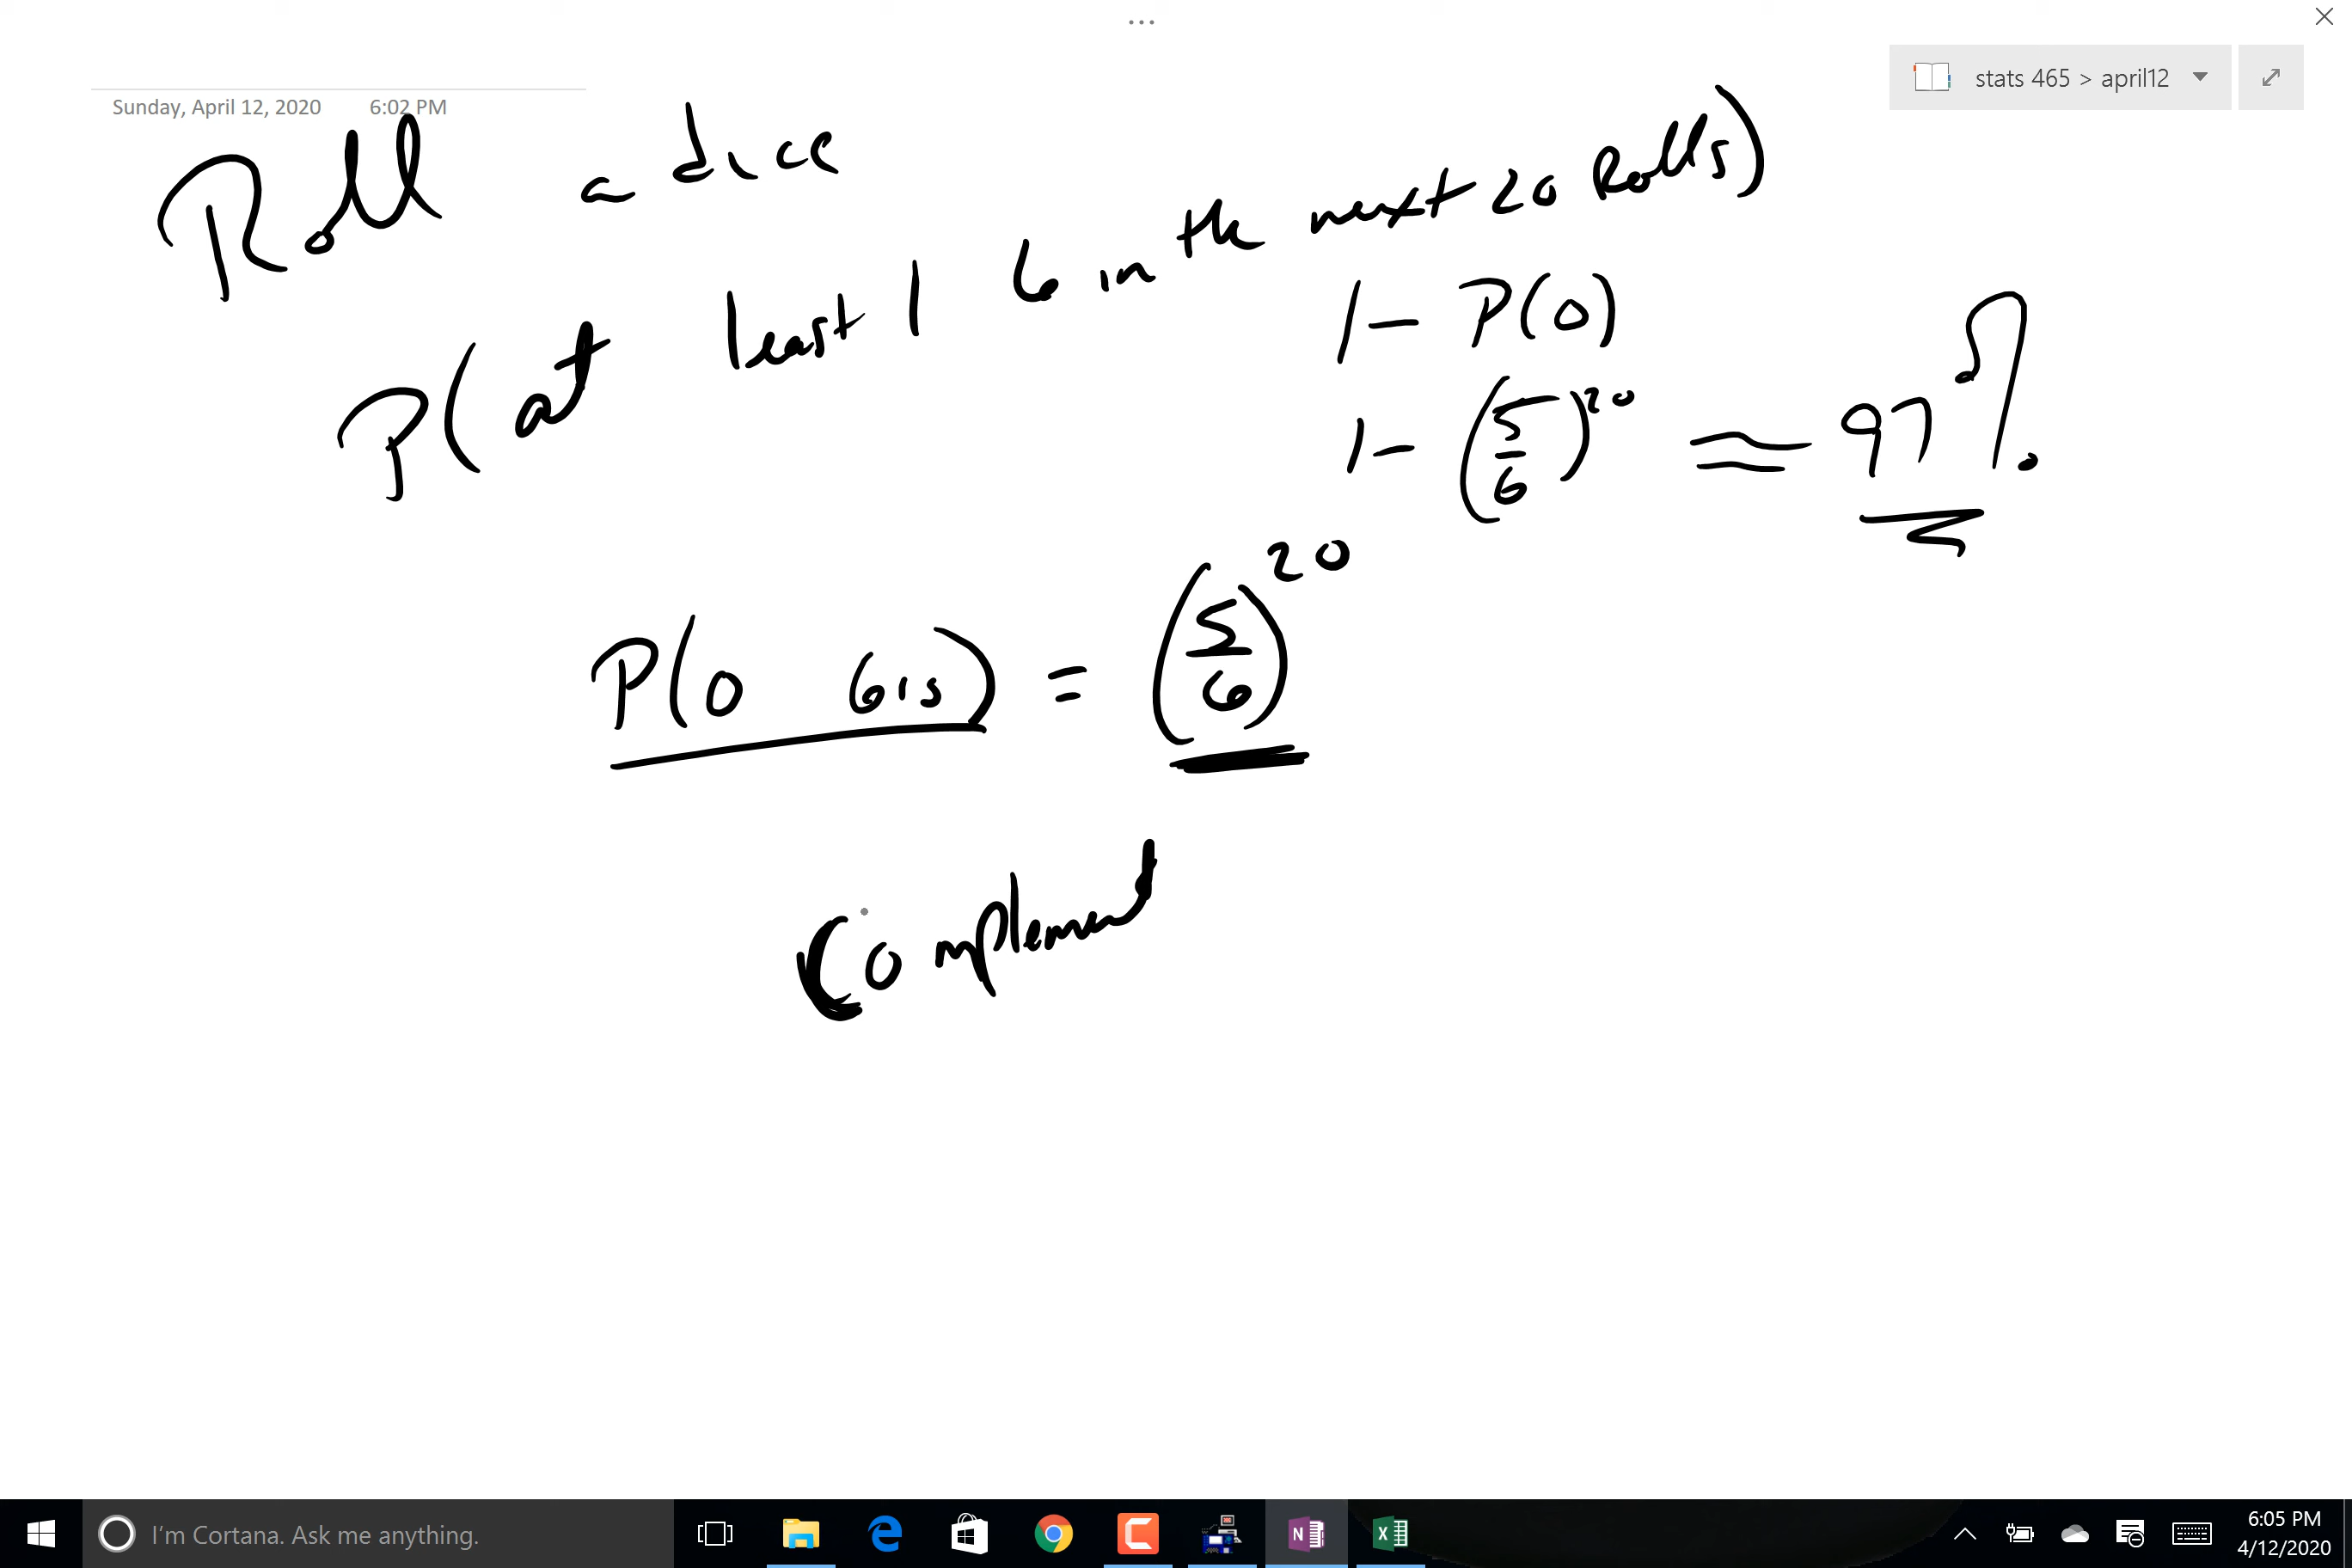 stats 465 > april12
Sunday, April 12, 2020 6:02 PM
Roll a dice
P(at least 1 6 in the next 20 Rolls)
1 - P(0)
1 - (5/6)^20 ≈ 97%
P(0 6's) = (5/6)^20
Complement
I'm Cortana. Ask me anything.
6:05 PM
4/12/2020